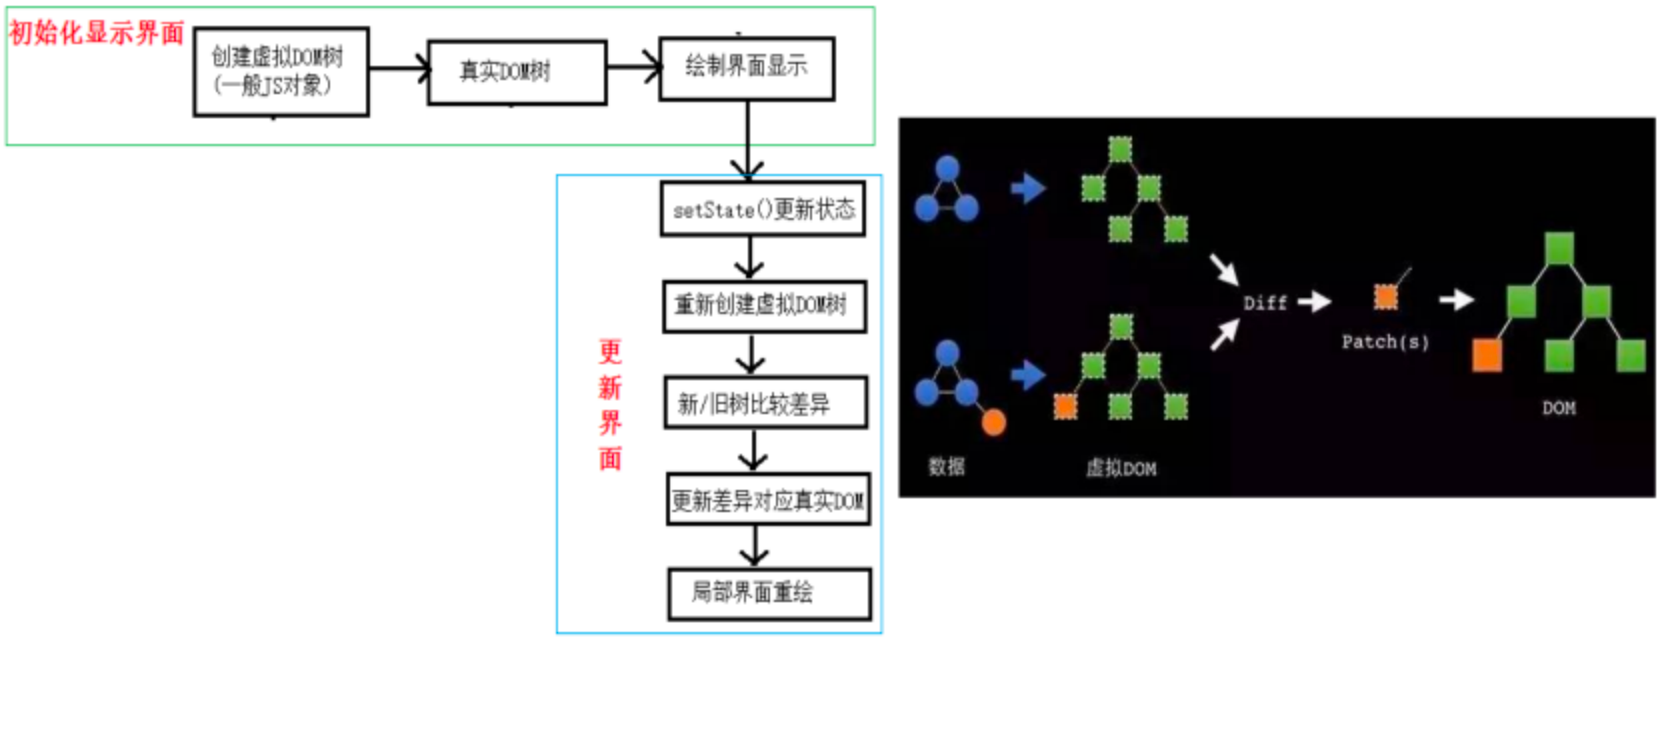 初始化显示界面
创建虚拟DOM树
(一般JS对象)
真实DOM树
绘制界面显示
setState()更新状态
重新创建虚拟DOM树
新/旧树比较差异
更新差异对应真实DOM
局部界面重绘
更
新
界
面
Diff
Patch(s)
DOM
数据
虚拟DOM